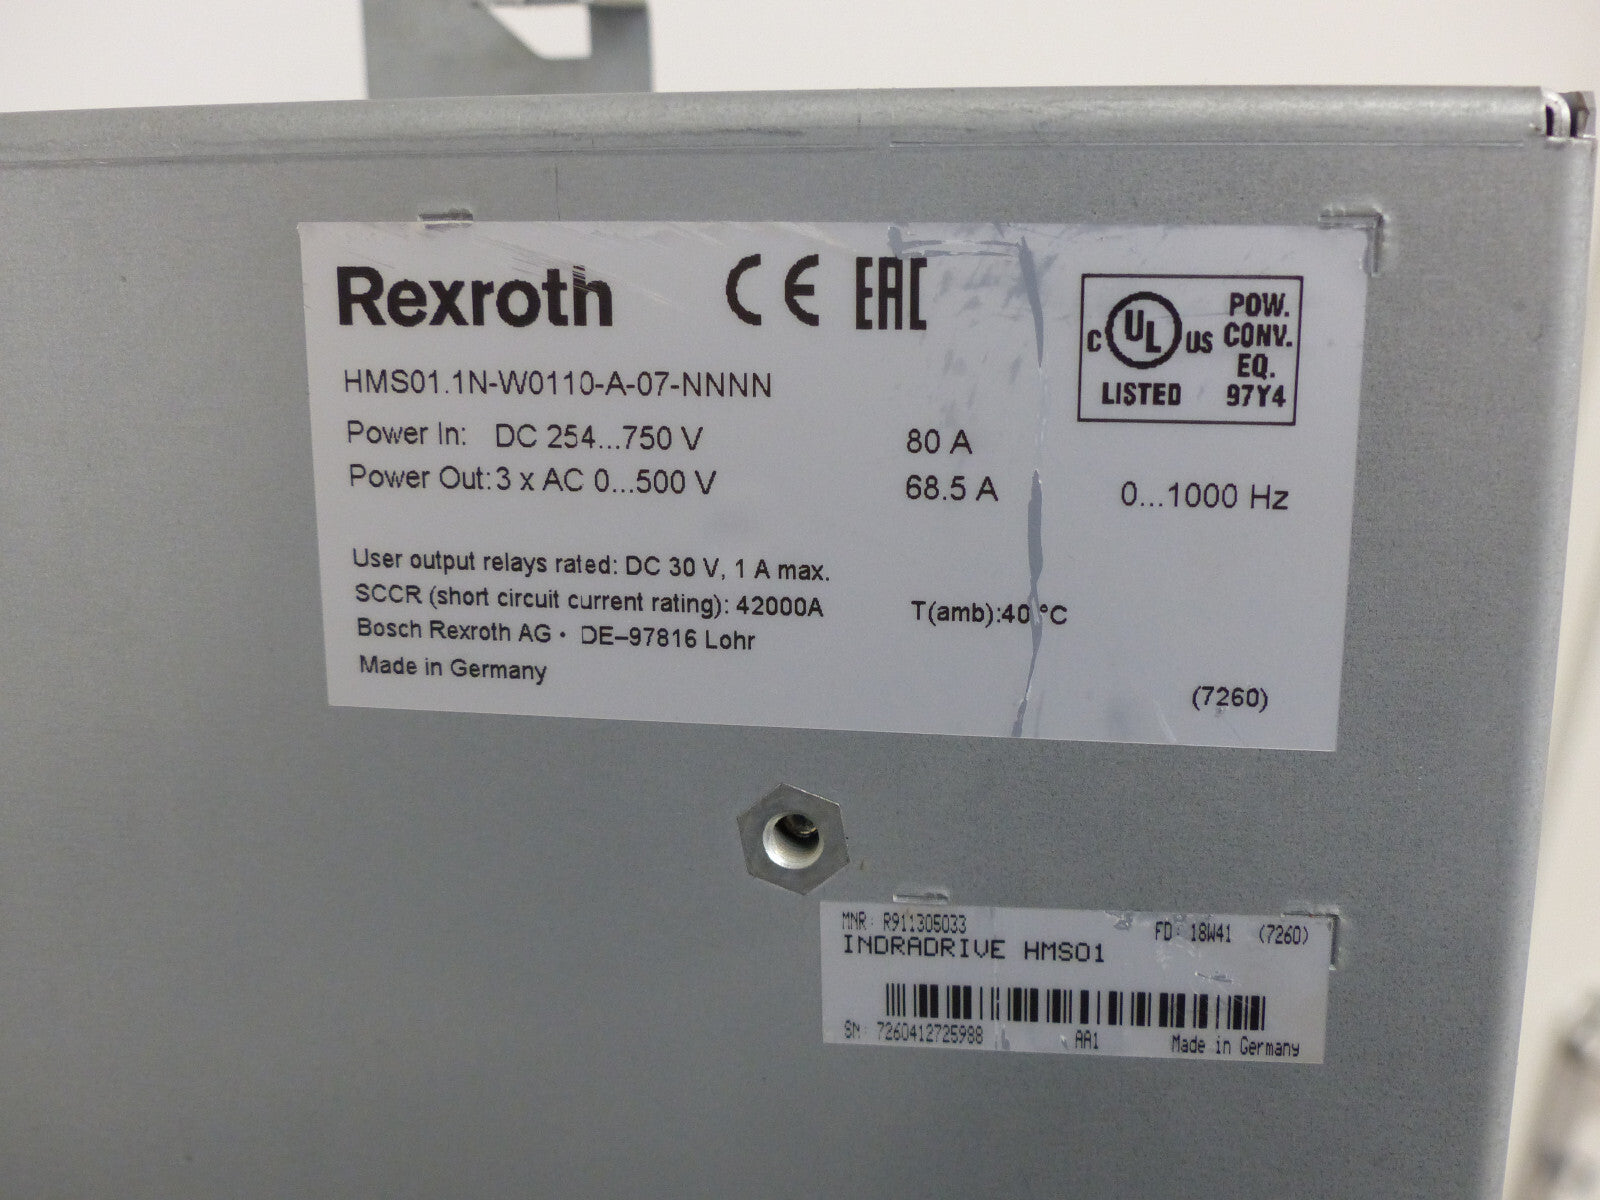 Rexroth CE EAC
C UL US LISTED
POW.
CONV.
EQ.
97Y4
HMS01.1N-W0110-A-07-NNNN
Power In: DC 254...750 V 80 A
Power Out: 3 x AC 0...500 V 68.5 A 0...1000 Hz
User output relays rated: DC 30 V, 1 A max.
SCCR (short circuit current rating): 42000A T(amb):40 °C
Bosch Rexroth AG • DE–97816 Lohr
Made in Germany
(7260)
MNR: R911305033 FD: 18W41 (7260)
INDRADRIVE HMS01
SN: 7260412725988 AA1 Made in Germany